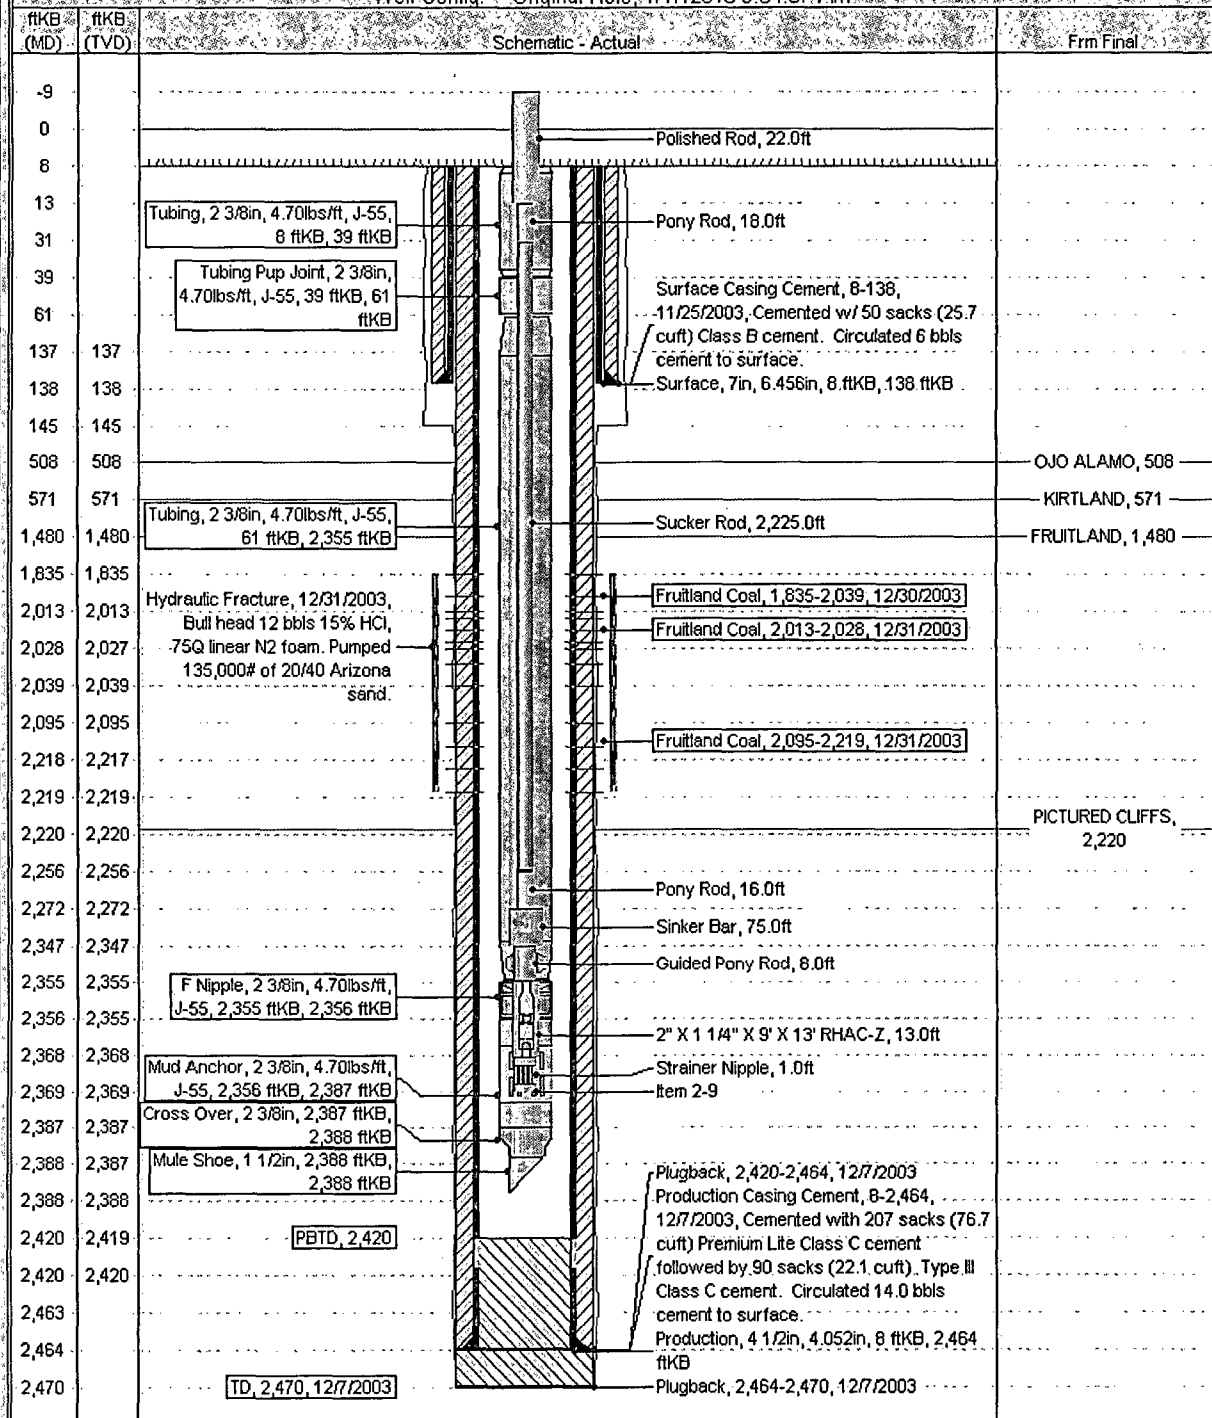 ftKB (MD)
ftKB (TVD)
Schematic - Actual
Frm Final
-9
0
8
13
31
39
61
137 137
138 138
145 145
508 508
571 571
1,480 1,480
1,835 1,835
2,013 2,013
2,028 2,027
2,039 2,039
2,095 2,095
2,218 2,217
2,219 2,219
2,220 2,220
2,256 2,256
2,272 2,272
2,347 2,347
2,355 2,355
2,356 2,355
2,368 2,368
2,369 2,369
2,387 2,387
2,388 2,387
2,388 2,388
2,420 2,419
2,420 2,420
2,463 2,463
2,464 2,464
2,470 2,470
Tubing, 2 3/8in, 4.70lbs/ft, J-55,
8 ftKB, 39 ftKB
Tubing Pup Joint, 2 3/8in,
4.70lbs/ft, J-55, 39 ftKB, 61
ftKB
Tubing, 2 3/8in, 4.70lbs/ft, J-55,
61 ftKB, 2,355 ftKB
Hydraulic Fracture, 12/31/2003,
Bull head 12 bbls 15% HCl,
75Q linear N2 foam. Pumped
135,000# of 20/40 Arizona
sand.
F Nipple, 2 3/8in, 4.70lbs/ft,
J-55, 2,355 ftKB, 2,356 ftKB
Mud Anchor, 2 3/8in, 4.70lbs/ft,
J-55, 2,356 ftKB, 2,387 ftKB
Cross Over, 2 3/8in, 2,387 ftKB,
2,388 ftKB
Mule Shoe, 1 1/2in, 2,388 ftKB,
2,388 ftKB
PBTD, 2,420
TD, 2,470, 12/7/2003
Polished Rod, 22.0ft
Pony Rod, 18.0ft
Surface Casing Cement, 8-138,
11/25/2003, Cemented w/ 50 sacks (25.7
cuft) Class B cement. Circulated 6 bbls
cement to surface.
Surface, 7in, 6.456in, 8 ftKB, 138 ftKB
Sucker Rod, 2,225.0ft
Fruitland Coal, 1,835-2,039, 12/30/2003
Fruitland Coal, 2,013-2,028, 12/31/2003
Fruitland Coal, 2,095-2,219, 12/31/2003
Pony Rod, 16.0ft
Sinker Bar, 75.0ft
Guided Pony Rod, 8.0ft
2" X 1 1/4" X 9' X 13' RHAC-Z, 13.0ft
Strainer Nipple, 1.0ft
Item 2-9
Plugback, 2,420-2,464, 12/7/2003
Production Casing Cement, 8-2,464,
12/7/2003, Cemented with 207 sacks (76.7
cuft) Premium Lite Class C cement
followed by 90 sacks (22.1 cuft) Type III
Class C cement. Circulated 14.0 bbls
cement to surface.
Production, 4 1/2in, 4.052in, 8 ftKB, 2,464
ftKB
Plugback, 2,464-2,470, 12/7/2003
OJO ALAMO, 508
KIRTLAND, 571
FRUITLAND, 1,480
PICTURED CLIFFS,
2,220